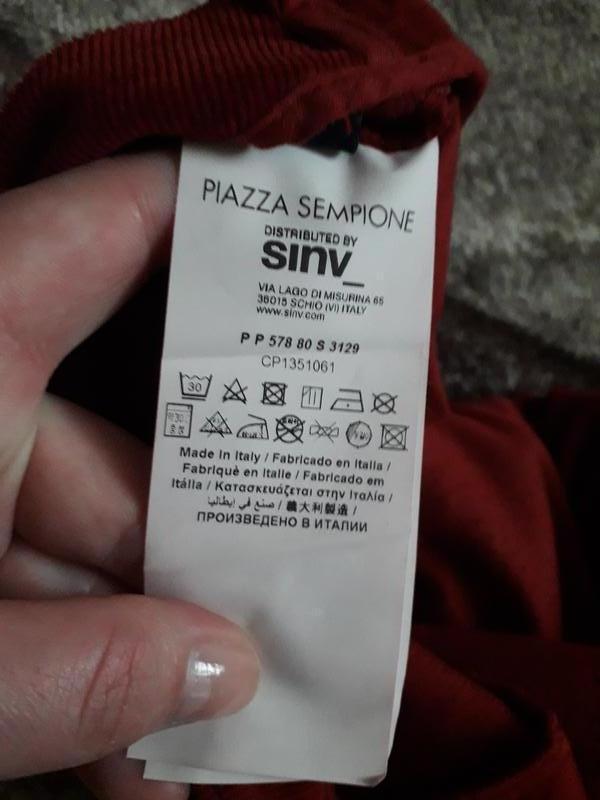 PIAZZA SEMPIONE
DISTRIBUTED BY
sınv_
VIA LAGO DI MISURINA 65
36015 SCHIO (VI) ITALY
www.sinv.com
P P 578 80 S 3129
CP1351061
30
Made in Italy / Fabricado en Italia /
Fabriquè en Italie / Fabricado em
Itália / Κατασκευάζεται στην Ιταλία /
صنع في إيطاليا / 義大利製造 /
ПРОИЗВЕДЕНО В ИТАЛИИ